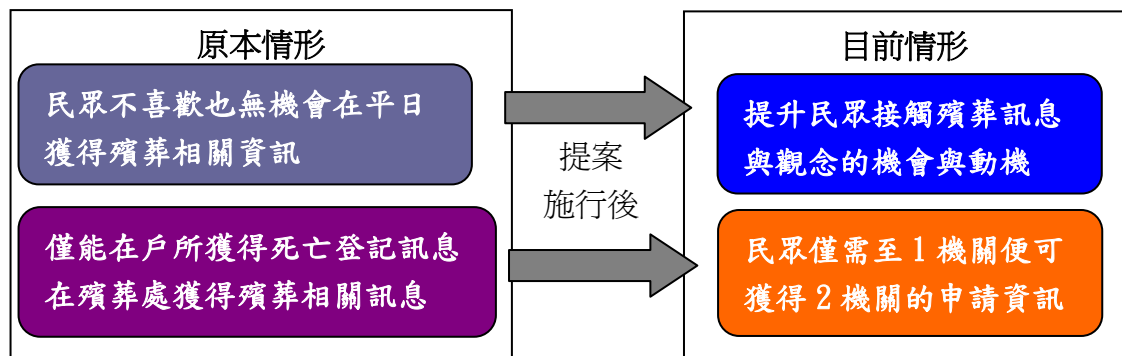 原本情形
民眾不喜歡也無機會在平日
獲得殯葬相關資訊
僅能在戶所獲得死亡登記訊息
在殯葬處獲得殯葬相關訊息
提案
施行後
目前情形
提升民眾接觸殯葬訊息
與觀念的機會與動機
民眾僅需至1機關便可
獲得2機關的申請資訊